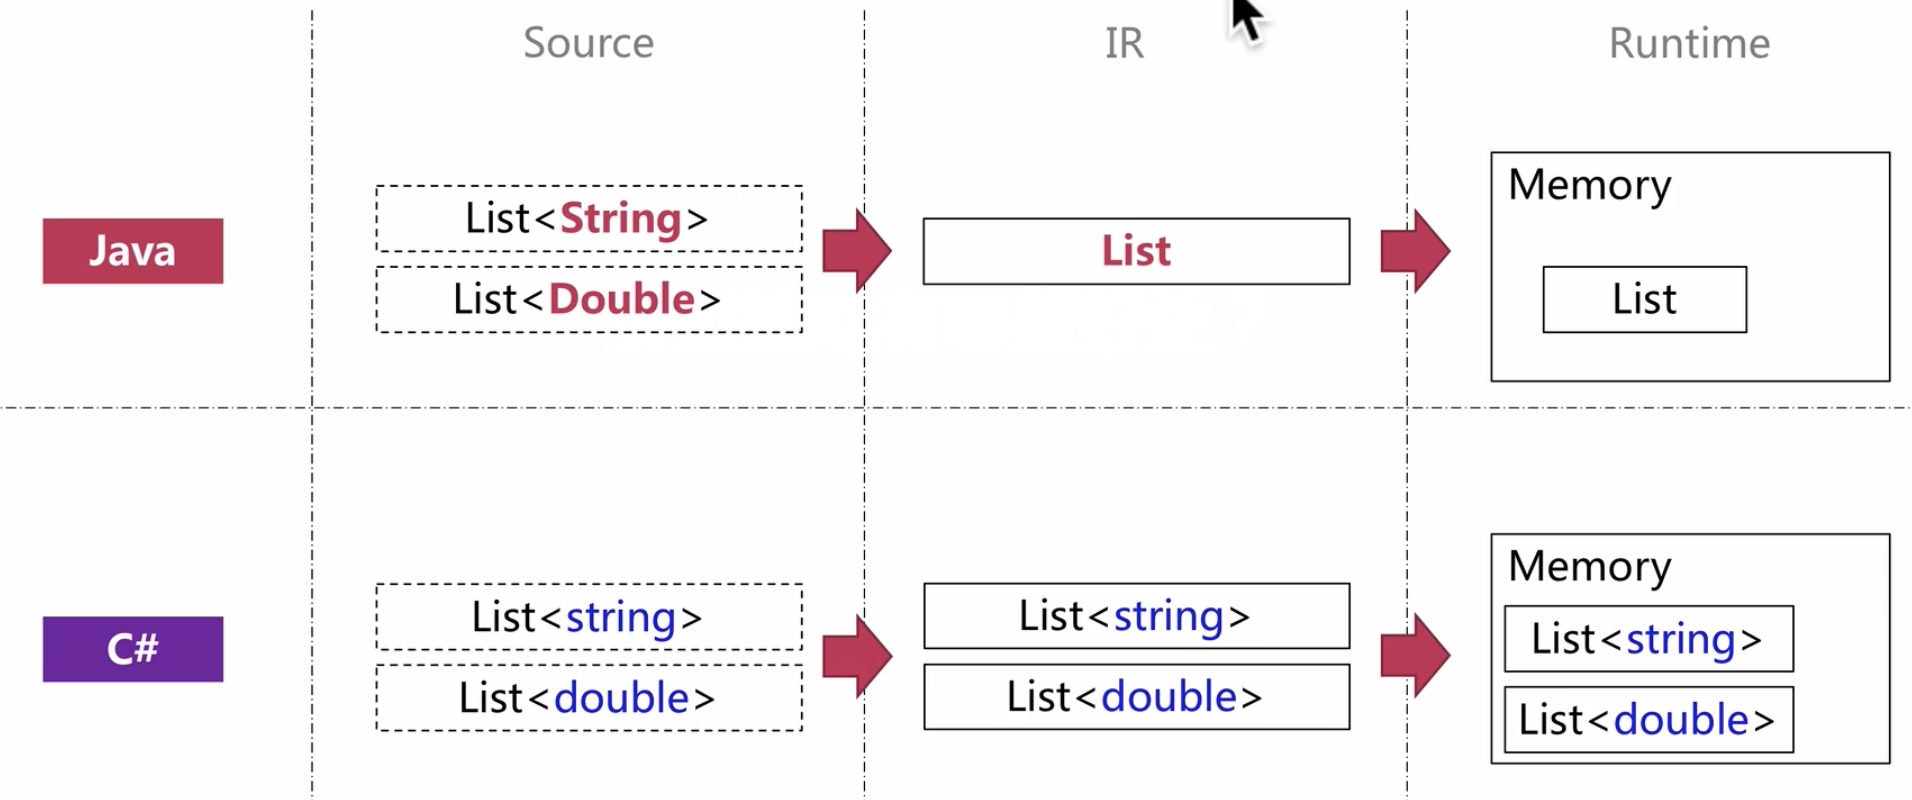 Source
IR
Runtime
Java
List<String>
List<Double>
List
Memory
List
C#
List<string>
List<double>
List<string>
List<double>
Memory
List<string>
List<double>